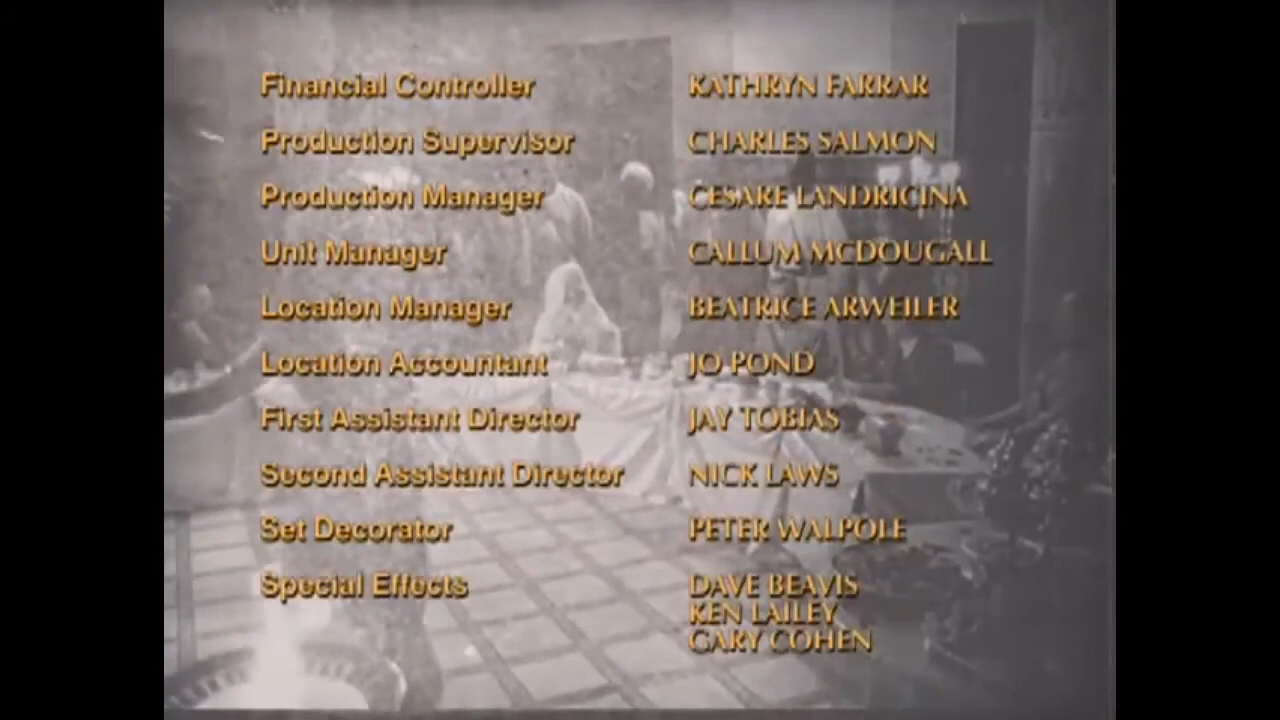 Financial Controller KATHRYN FARRAR
Production Supervisor CHARLES SALMON
Production Manager CESARE LANDRICINA
Unit Manager CALLUM MCDOUGALL
Location Manager BEATRICE ARWEILER
Location Accountant JO POND
First Assistant Director JAY TOBIAS
Second Assistant Director NICK LAWS
Set Decorator PETER WALPOLE
Special Effects DAVE BEAVIS
KEN LAILEY
GARY COHEN